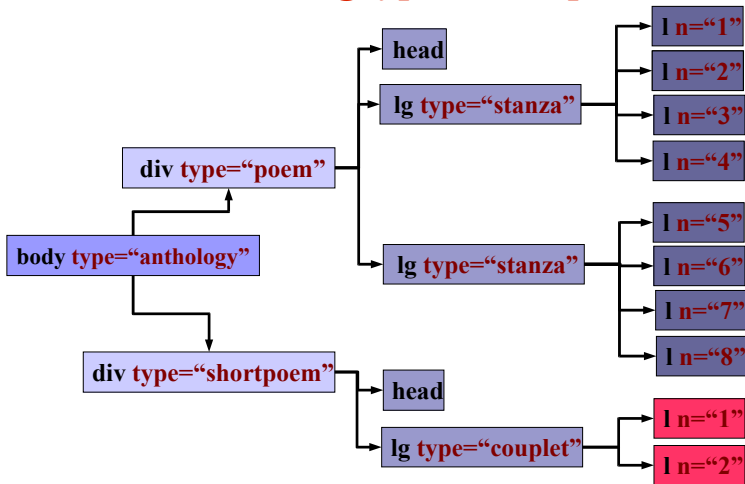 head
l n=“1”
l n=“2”
lg type=“stanza”
l n=“3”
l n=“4”
div type=“poem”
body type=“anthology”
lg type=“stanza”
l n=“5”
l n=“6”
l n=“7”
l n=“8”
div type=“shortpoem”
head
lg type=“couplet”
l n=“1”
l n=“2”